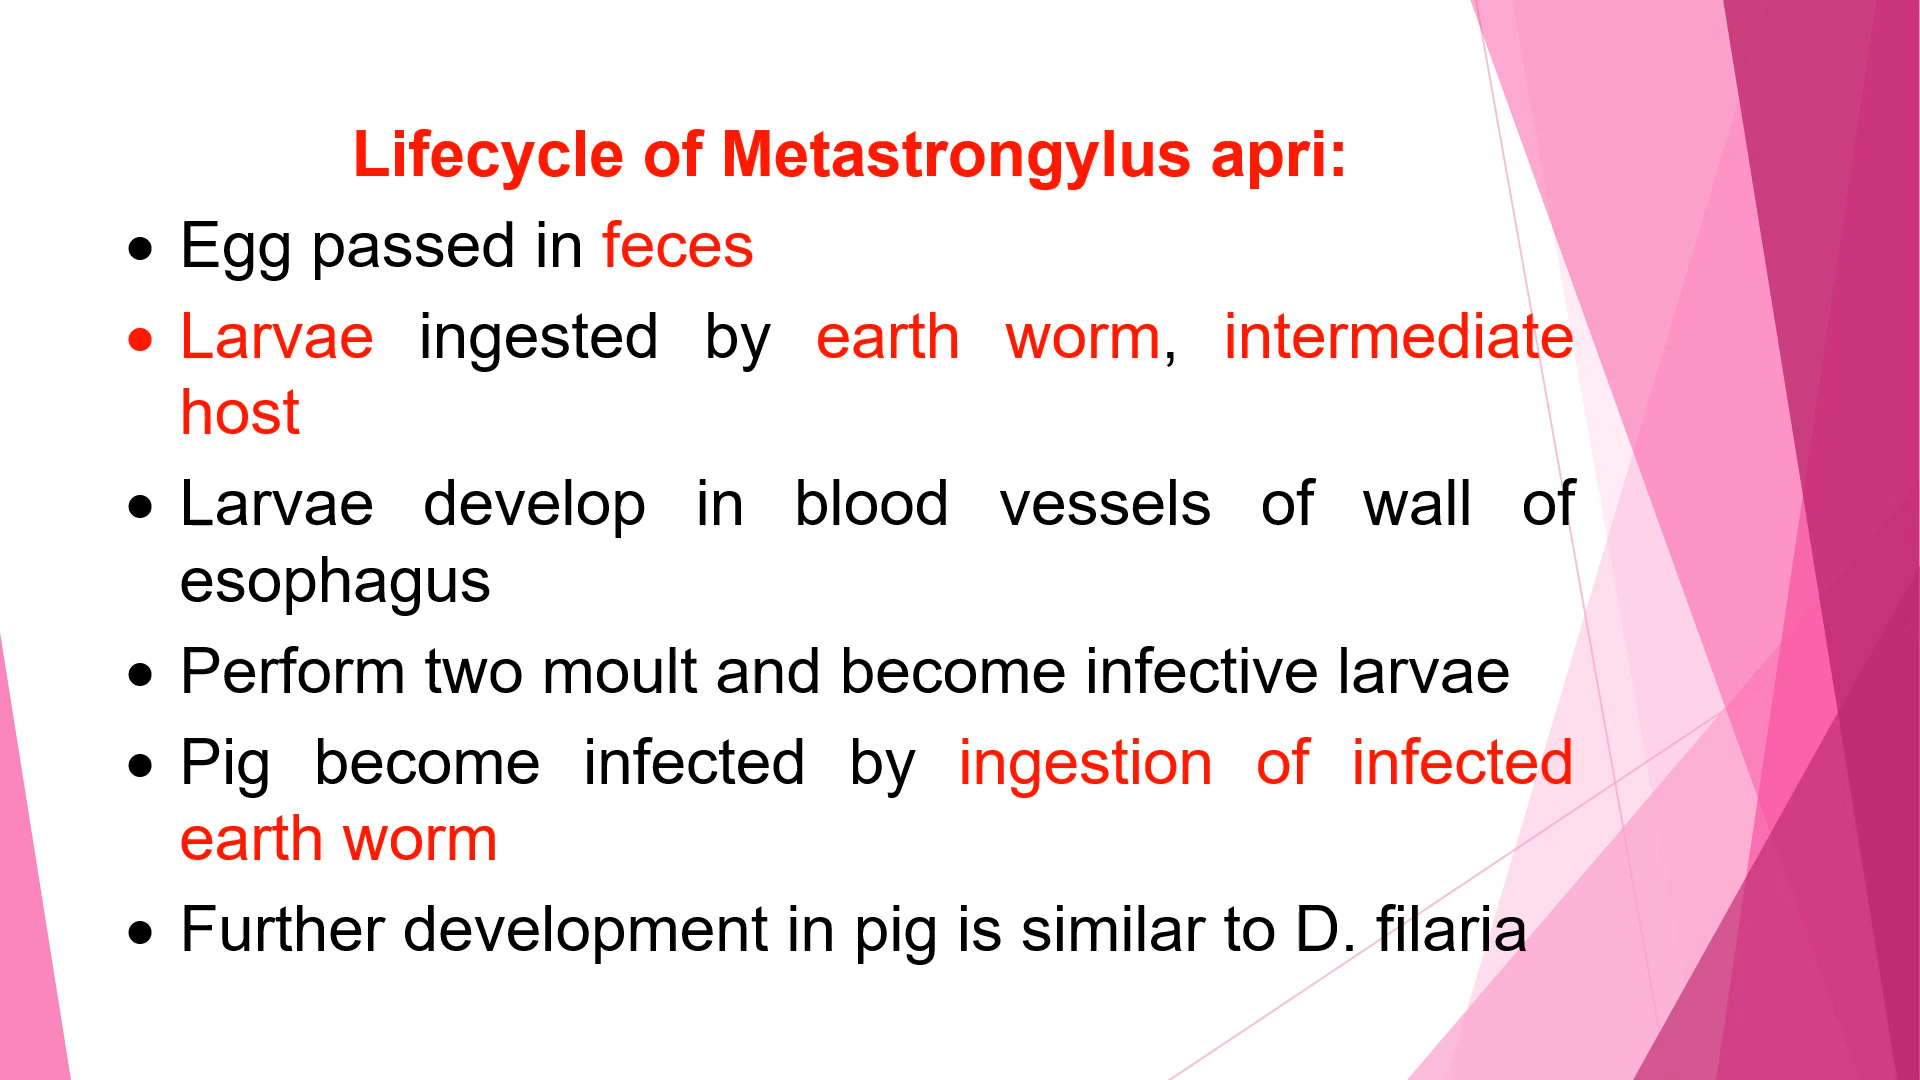 Lifecycle of Metastrongylus apri:
• Egg passed in feces
• Larvae ingested by earth worm, intermediate
host
• Larvae develop in blood vessels of wall of
esophagus
• Perform two moult and become infective larvae
• Pig become infected by ingestion of infected
earth worm
• Further development in pig is similar to D. filaria